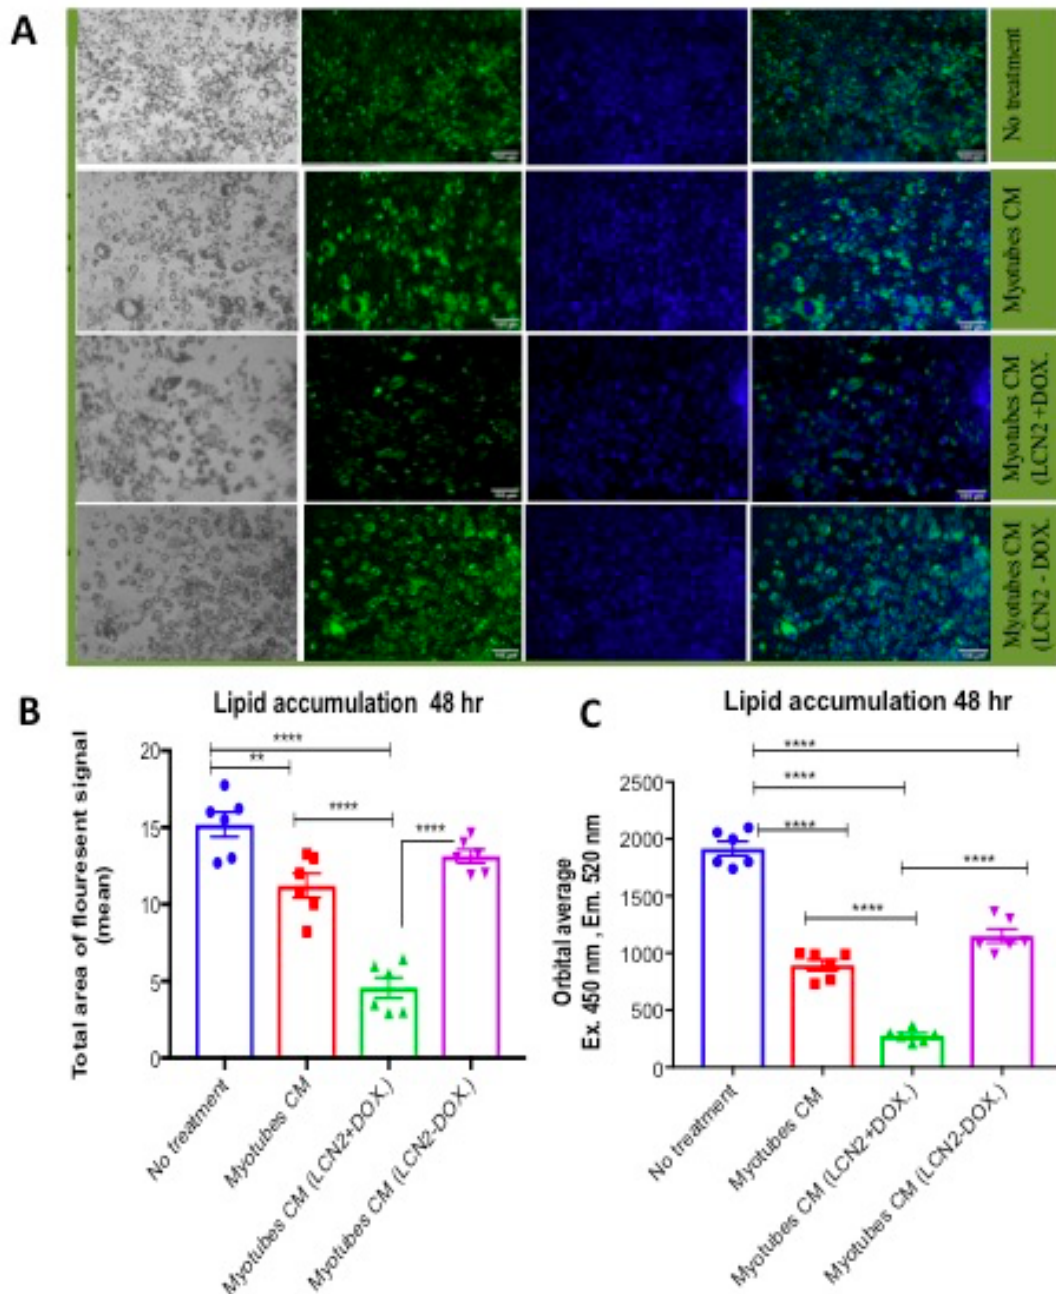 A
No treatment
Myotubes CM
Myotubes CM
(LCN2+DOX.
Myotubes CM
(LCN2 - DOX.
B
Lipid accumulation 48 hr
Total area of flouresent signal
(mean)
20
15
10
5
0
****
**
****
****
No treatment
Myotubes CM
Myotubes CM (LCN2+DOX.)
Myotubes CM (LCN2-DOX.)
C
Lipid accumulation 48 hr
Orbital average
Ex. 450 nm , Em. 520 nm
2500
2000
1500
1000
500
0
****
****
****
****
****
No treatment
Myotubes CM
Myotubes CM (LCN2+DOX.)
Myotubes CM (LCN2-DOX.)